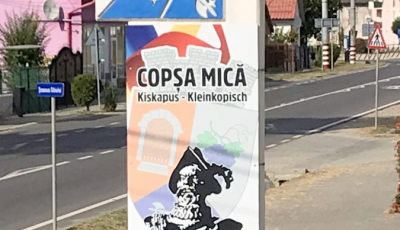 COPȘA MICĂ
Kiskapus - Kleinkopisch